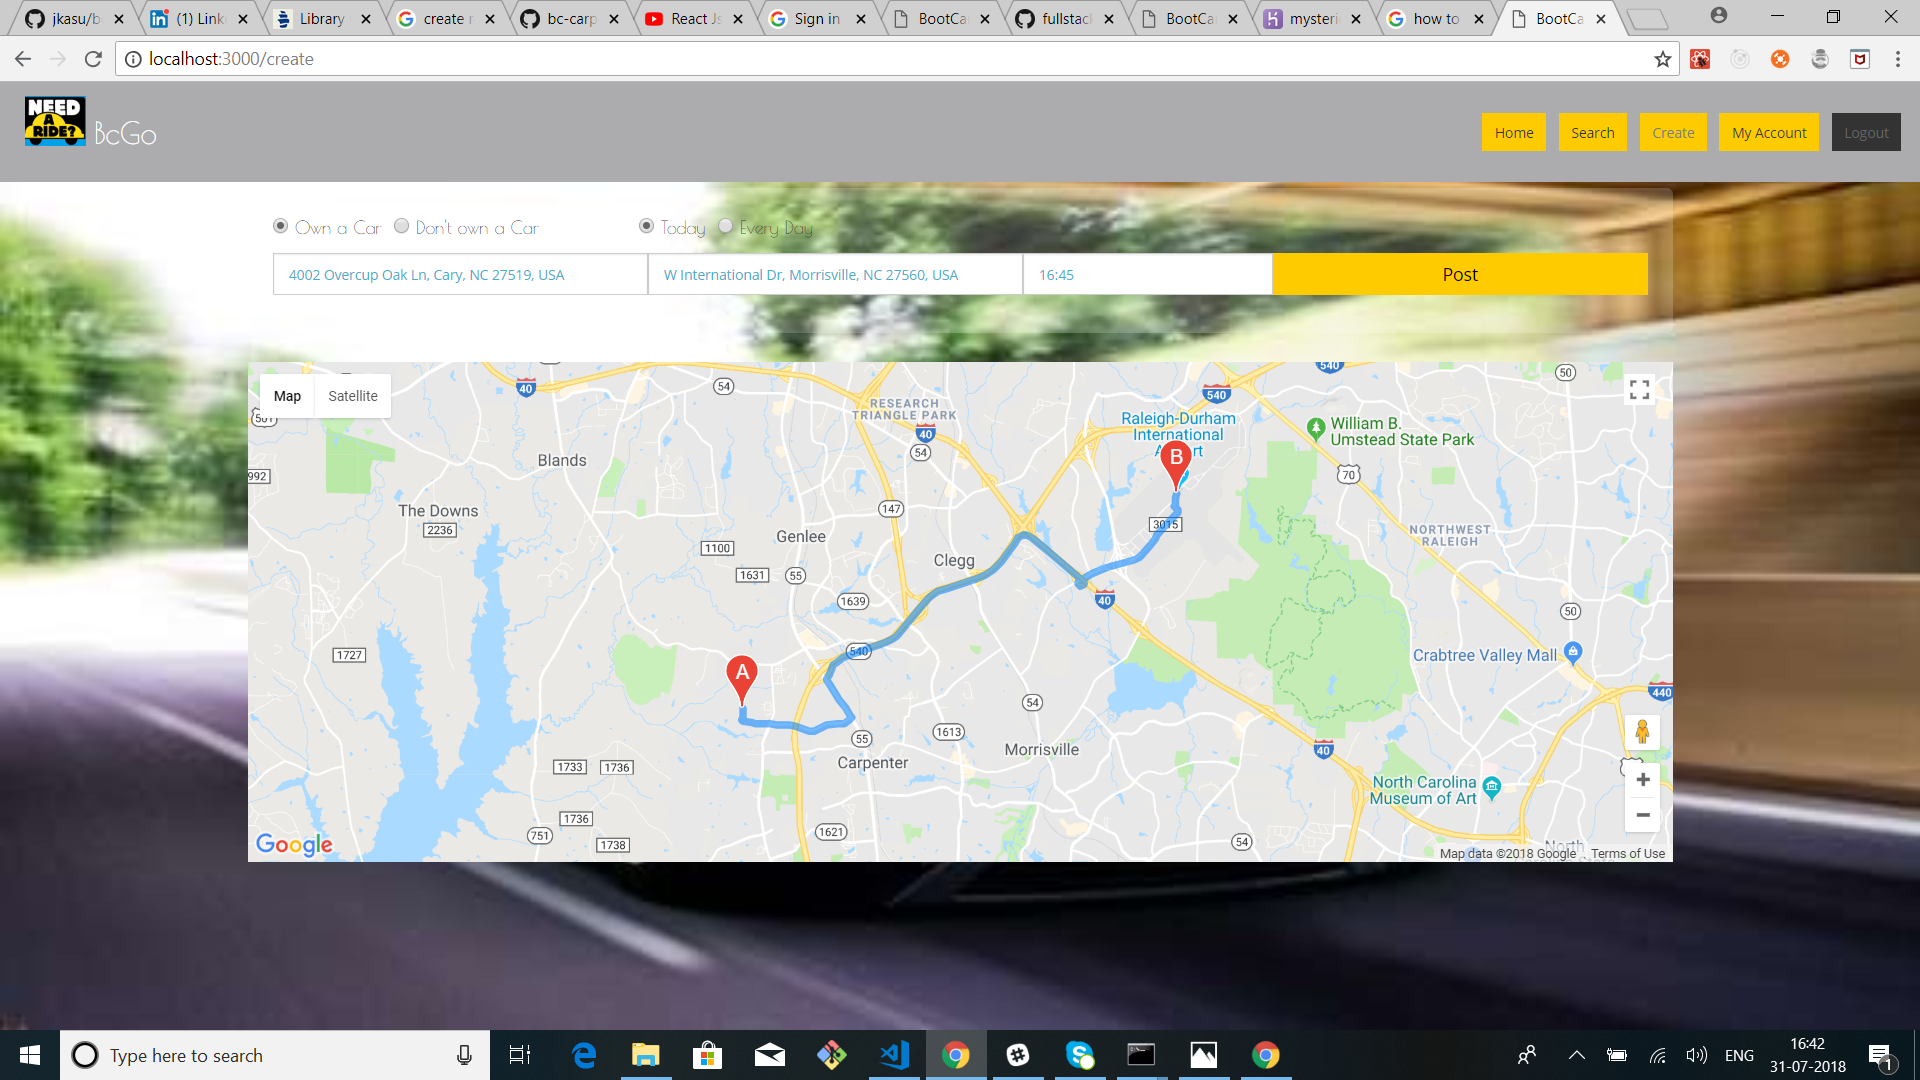 jkasu/b
(1) Link
Library
create r
bc-carp
React Js
Sign in
BootCa
fullstac
BootCa
mysteri
how to
BootCa
localhost:3000/create
NEED
A
RIDE?
BcGo
Home
Search
Create
My Account
Logout
Own a Car
Don't own a Car
Today
Every Day
4002 Overcup Oak Ln, Cary, NC 27519, USA
W International Dr, Morrisville, NC 27560, USA
16:45
Post
Map
Satellite
40
54
540
540
50
501
RESEARCH
TRIANGLE PARK
40
54
Raleigh-Durham
International
B
William B.
Umstead State Park
70
992
Blands
The Downs
2236
147
3015
NORTHWEST
RALEIGH
Genlee
1100
Clegg
1631
55
1639
40
50
540
1727
A
Crabtree Valley Mall
440
54
55
1613
Morrisville
40
Carpenter
1733
1736
North Carolina
Museum of Art
1736
751
1738
1621
54
North
Google
Map data ©2018 Google
Terms of Use
Type here to search
ENG
16:42
31-07-2018
1